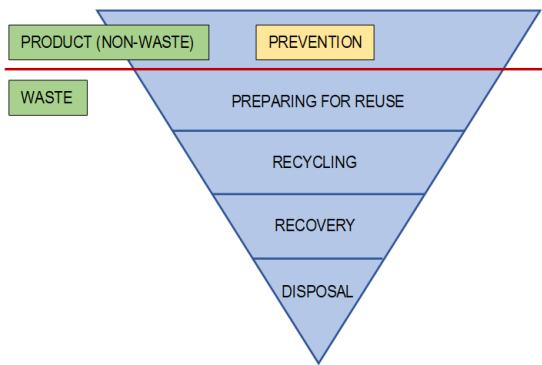 PRODUCT (NON-WASTE)
PREVENTION
WASTE
PREPARING FOR REUSE
RECYCLING
RECOVERY
DISPOSAL